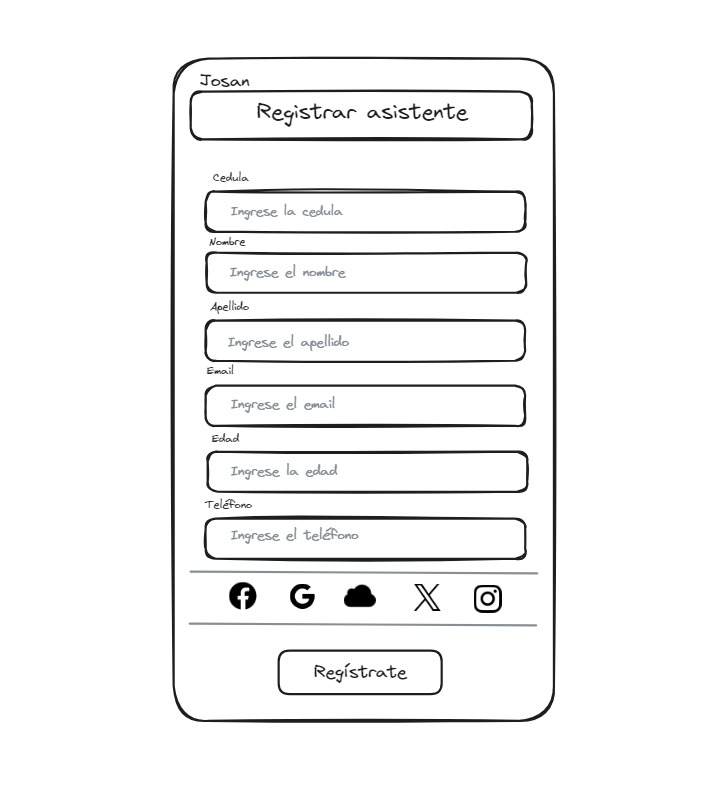 Josan
Registrar asistente
Cedula
Ingrese la cedula
Nombre
Ingrese el nombre
Apellido
Ingrese el apellido
Email
Ingrese el email
Edad
Ingrese la edad
Teléfono
Ingrese el teléfono
Regístrate